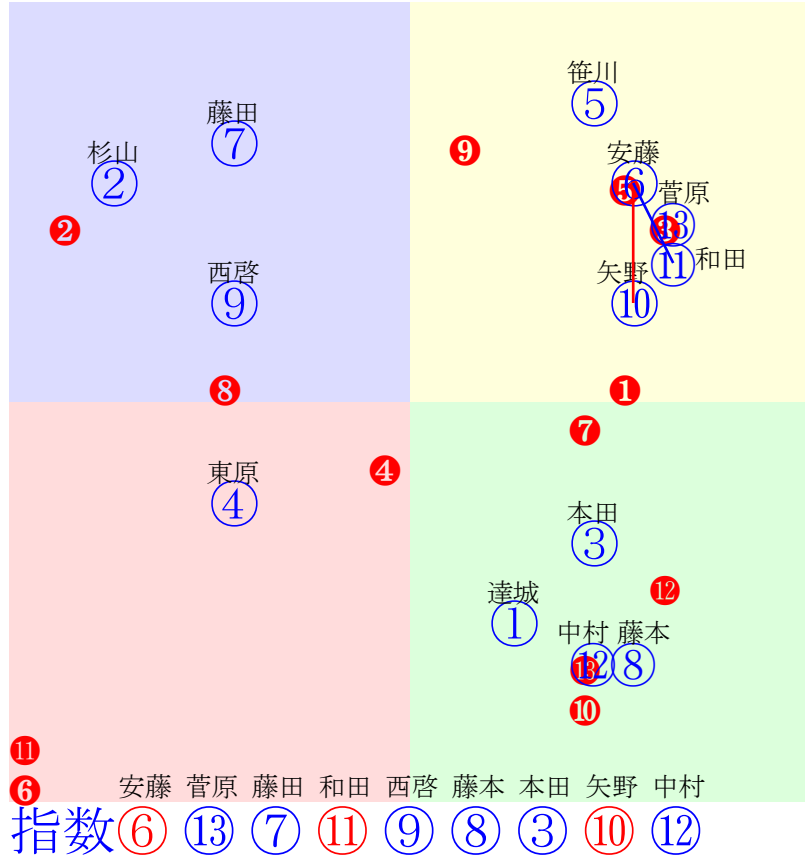 笹川
⑤
藤田
⑦
❾
杉山
②
安藤
⑥
❺
菅原
⑬
❸
❷
和田
⑪
西啓
⑨
矢野
⑩
❽
❶
❼
東原
④
❹
本田
③
達城
①
⓬
中村 藤本
⑫ ⑧
⓭
❿
⓫
❻
安藤 菅原 藤田 和田 西啓 藤本 本田 矢野 中村
指数⑥⑬⑦⑪⑨⑧③⑩⑫